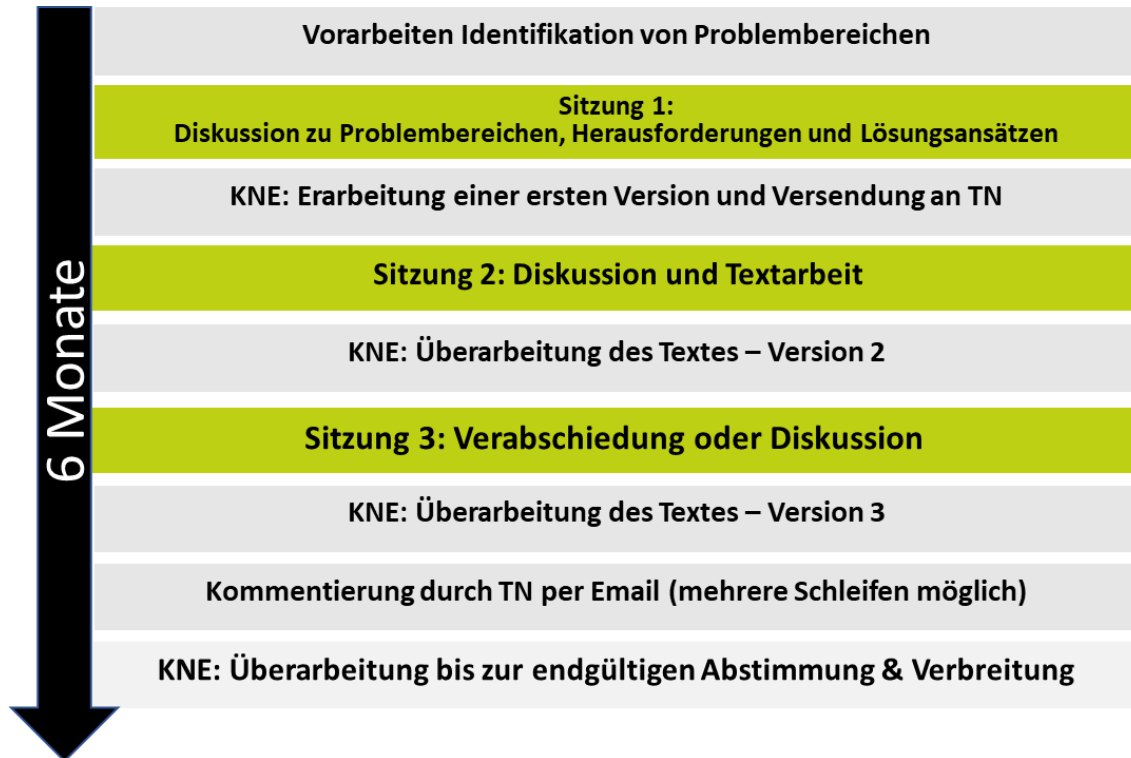 Vorarbeiten Identifikation von Problembereichen
Sitzung 1:
Diskussion zu Problembereichen, Herausforderungen und Lösungsansätzen
KNE: Erarbeitung einer ersten Version und Versendung an TN
Sitzung 2: Diskussion und Textarbeit
KNE: Überarbeitung des Textes – Version 2
Sitzung 3: Verabschiedung oder Diskussion
KNE: Überarbeitung des Textes – Version 3
Kommentierung durch TN per Email (mehrere Schleifen möglich)
KNE: Überarbeitung bis zur endgültigen Abstimmung & Verbreitung
6 Monate